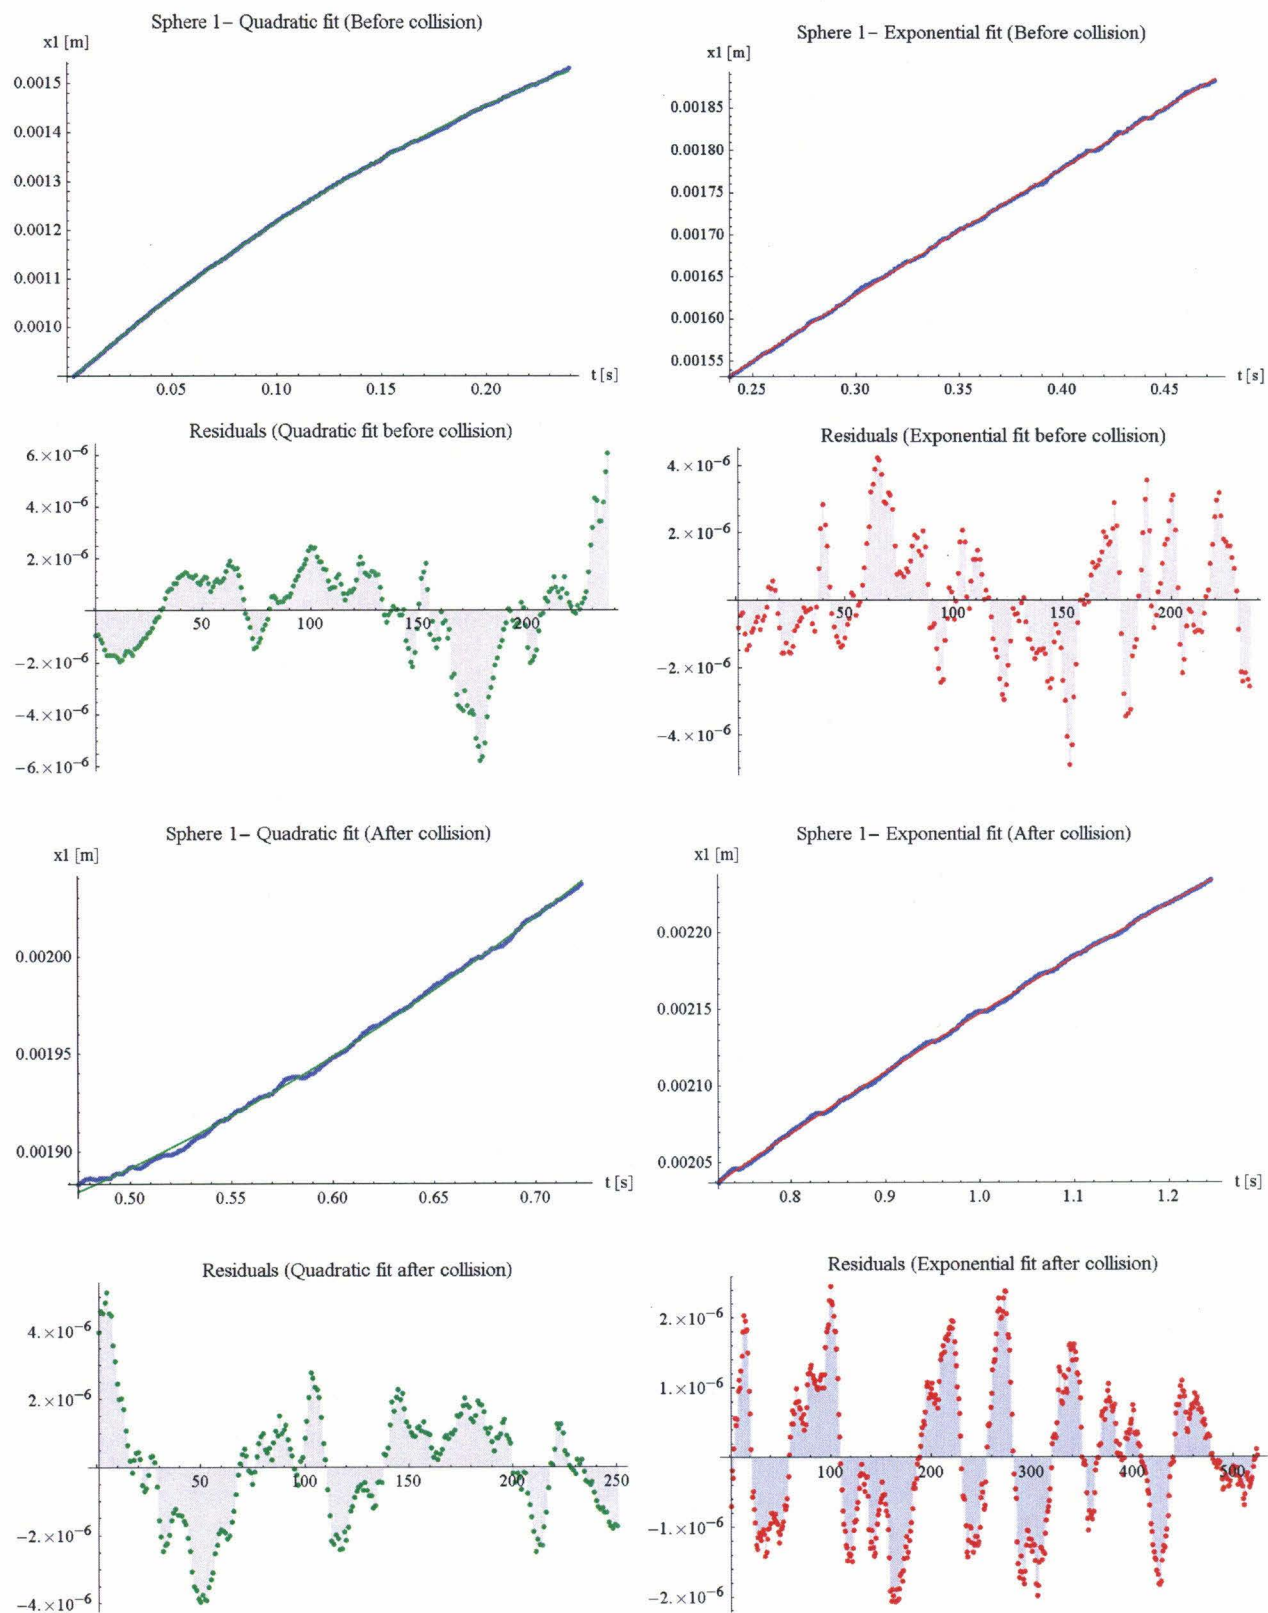 Sphere 1– Quadratic fit (Before collision)
x1 [m]
0.0015
0.0014
0.0013
0.0012
0.0011
0.0010
0.05 0.10 0.15 0.20 t [s]
Sphere 1– Exponential fit (Before collision)
x1 [m]
0.00185
0.00180
0.00175
0.00170
0.00165
0.00160
0.00155
0.25 0.30 0.35 0.40 0.45 t [s]
Residuals (Quadratic fit before collision)
6.×10⁻⁶
4.×10⁻⁶
2.×10⁻⁶
50 100 150 200
−2.×10⁻⁶
−4.×10⁻⁶
−6.×10⁻⁶
Residuals (Exponential fit before collision)
4.×10⁻⁶
2.×10⁻⁶
50 100 150 200
−2.×10⁻⁶
−4.×10⁻⁶
Sphere 1– Quadratic fit (After collision)
x1 [m]
0.00200
0.00195
0.00190
0.50 0.55 0.60 0.65 0.70 t [s]
Sphere 1– Exponential fit (After collision)
x1 [m]
0.00220
0.00215
0.00210
0.00205
0.8 0.9 1.0 1.1 1.2 t [s]
Residuals (Quadratic fit after collision)
4.×10⁻⁶
2.×10⁻⁶
50 100 150 200 250
−2.×10⁻⁶
−4.×10⁻⁶
Residuals (Exponential fit after collision)
2.×10⁻⁶
1.×10⁻⁶
100 200 300 400 500
−1.×10⁻⁶
−2.×10⁻⁶